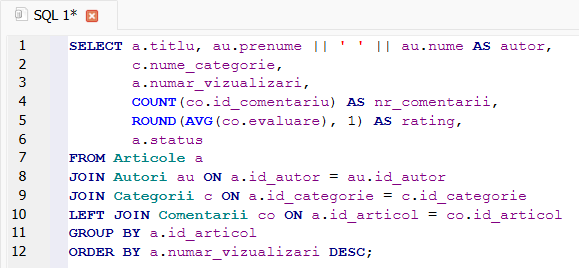 SQL 1*
1 SELECT a.titlu, au.prenume || ' ' || au.nume AS autor,
2 c.nume_categorie,
3 a.numar_vizualizari,
4 COUNT(co.id_comentariu) AS nr_comentarii,
5 ROUND(AVG(co.evaluare), 1) AS rating,
6 a.status
7 FROM Articole a
8 JOIN Autori au ON a.id_autor = au.id_autor
9 JOIN Categorii c ON a.id_categorie = c.id_categorie
10 LEFT JOIN Comentarii co ON a.id_articol = co.id_articol
11 GROUP BY a.id_articol
12 ORDER BY a.numar_vizualizari DESC;